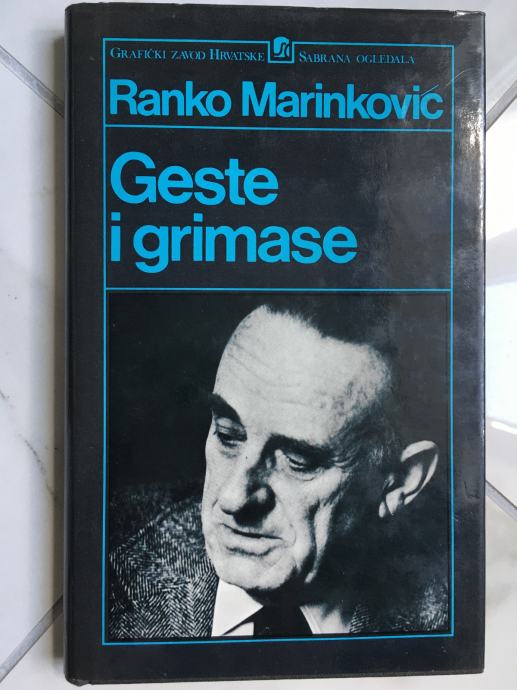 GRAFIČKI ZAVOD HRVATSKE SABRANA OGLEDALA
Ranko Marinković
Geste
i grimase